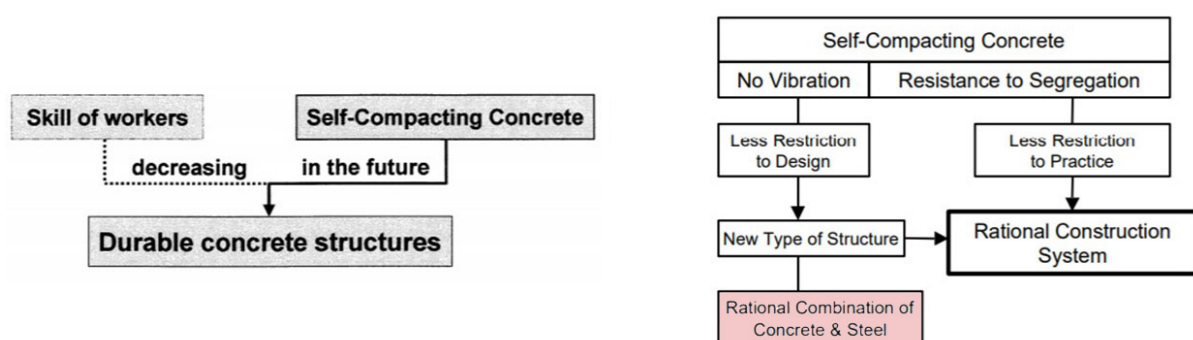 Skill of workers
Self-Compacting Concrete
decreasing
in the future
Durable concrete structures
Self-Compacting Concrete
No Vibration
Resistance to Segregation
Less Restriction
to Design
Less Restriction
to Practice
New Type of Structure
Rational Construction
System
Rational Combination of
Concrete & Steel